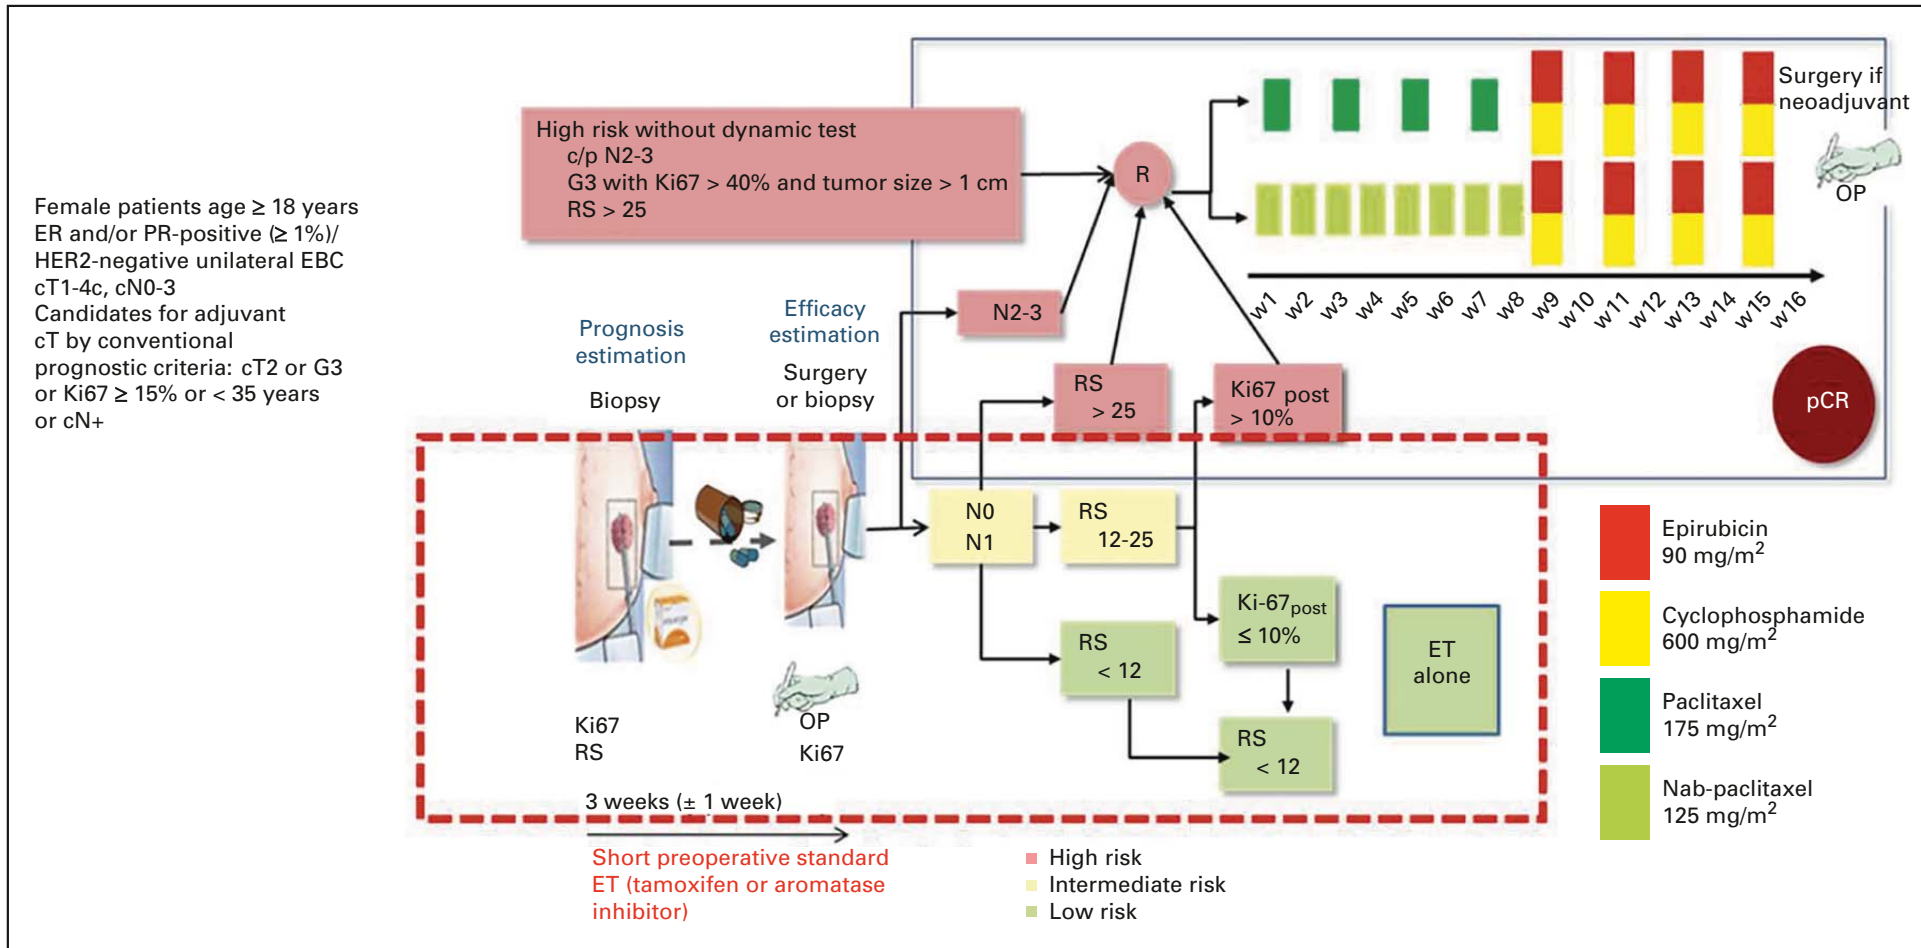 Female patients age ≥ 18 years
ER and/or PR-positive (≥ 1%)/
HER2-negative unilateral EBC
cT1-4c, cN0-3
Candidates for adjuvant
cT by conventional
prognostic criteria: cT2 or G3
or Ki67 ≥ 15% or < 35 years
or cN+
High risk without dynamic test
c/p N2-3
G3 with Ki67 > 40% and tumor size > 1 cm
RS > 25
R
Surgery if
neoadjuvant
OP
w1 w2 w3 w4 w5 w6 w7 w8 w9 w10 w11 w12 w13 w14 w15 w16
pCR
Prognosis
estimation
Biopsy
Efficacy
estimation
Surgery
or biopsy
N2-3
RS
> 25
Ki67 post
> 10%
N0
N1
RS
12-25
Ki-67post
≤ 10%
RS
< 12
RS
< 12
ET
alone
Ki67
RS
OP
Ki67
3 weeks (± 1 week)
Short preoperative standard
ET (tamoxifen or aromatase
inhibitor)
High risk
Intermediate risk
Low risk
Epirubicin
90 mg/m²
Cyclophosphamide
600 mg/m²
Paclitaxel
175 mg/m²
Nab-paclitaxel
125 mg/m²